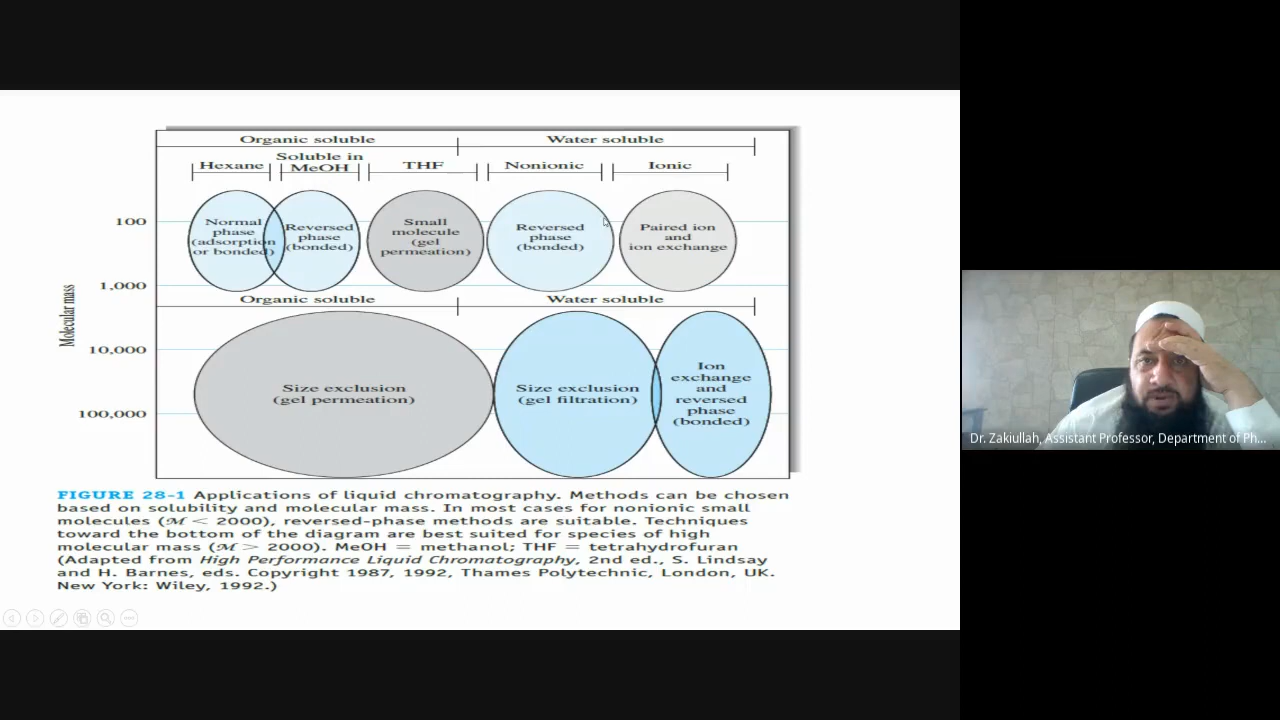 Organic soluble
Water soluble
Hexane
Soluble in
MeOH
THF
Nonionic
Ionic
Molecular mass
100
1,000
10,000
100,000
Normal
phase
(adsorption
or bonded)
Reversed
phase
(bonded)
Small
molecule
(gel
permeation)
Reversed
phase
(bonded)
Paired ion
and
ion exchange
Organic soluble
Water soluble
Size exclusion
(gel permeation)
Size exclusion
(gel filtration)
Ion
exchange
and
reversed
phase
(bonded)
FIGURE 28-1 Applications of liquid chromatography. Methods can be chosen
based on solubility and molecular mass. In most cases for nonionic small
molecules (ℳ < 2000), reversed-phase methods are suitable. Techniques
toward the bottom of the diagram are best suited for species of high
molecular mass (ℳ > 2000). MeOH = methanol; THF = tetrahydrofuran
(Adapted from High Performance Liquid Chromatography, 2nd ed., S. Lindsay
and H. Barnes, eds. Copyright 1987, 1992, Thames Polytechnic, London, UK.
New York: Wiley, 1992.)
Dr. Zakiullah, Assistant Professor, Department of Ph...